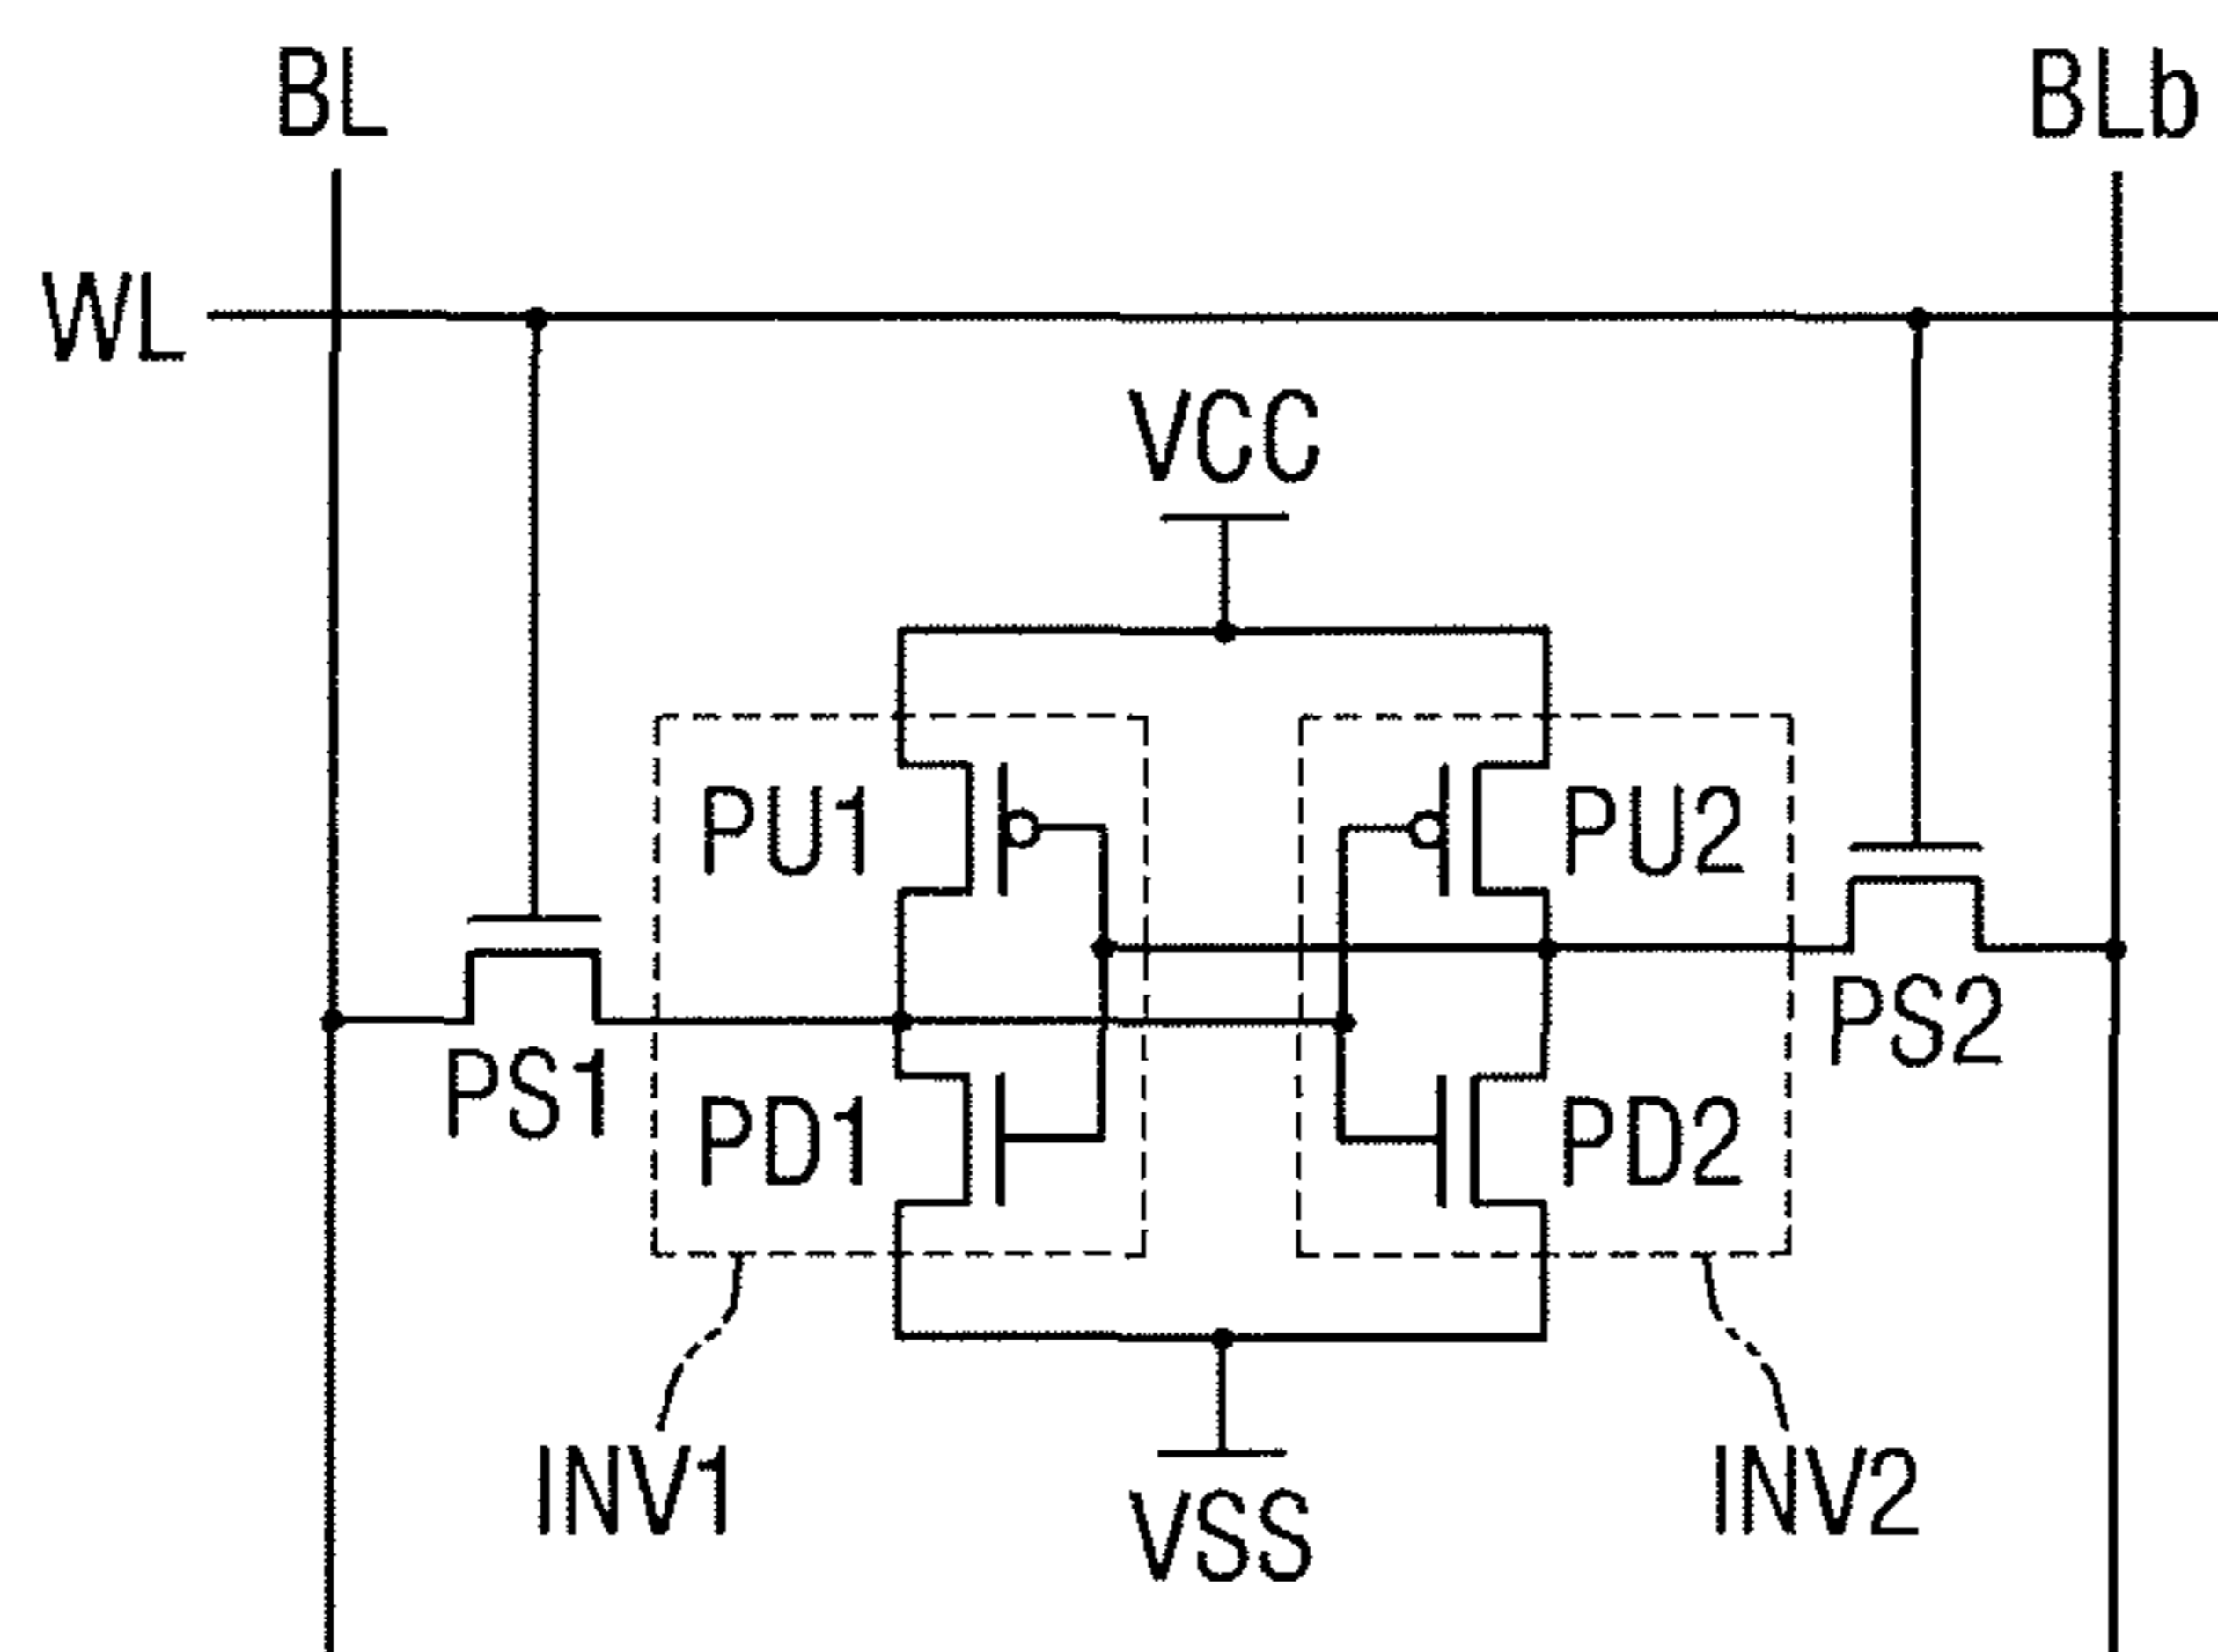 BL BLb
WL
VCC
PU1 PU2
PS1 PS2
PD1 PD2
INV1 INV2
VSS